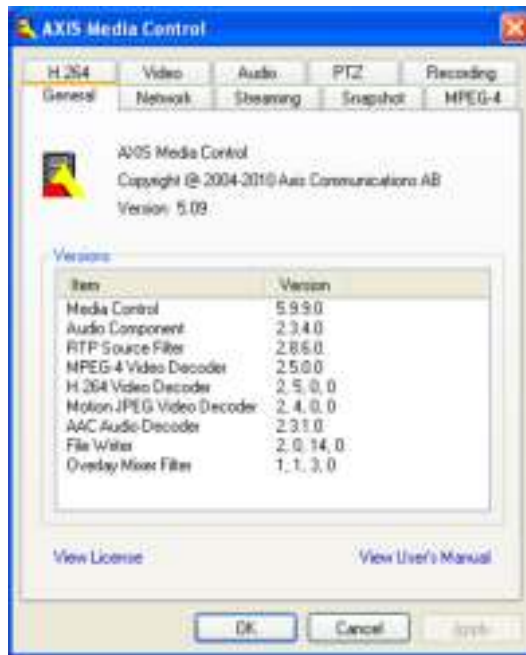 AXIS Media Control
H.264 Video Audio PTZ Recording
General Network Streaming Snapshot MPEG-4
AXIS Media Control
Copyright © 2004-2010 Axis Communications AB
Version 5.09
Versions
Item Version
Media Control 5.9.9.0
Audio Component 2.3.4.0
RTP Source Filter 2.8.6.0
MPEG-4 Video Decoder 2.5.0.0
H.264 Video Decoder 2, 5, 0, 0
Motion JPEG Video Decoder 2, 4, 0, 0
AAC Audio Decoder 2.3.1.0
File Writer 2, 0, 14, 0
Overlay Mixer Filter 1, 1, 3, 0
View License View User's Manual
OK Cancel Apply